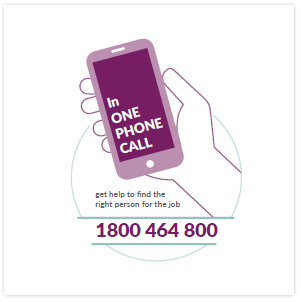 In
ONE
PHONE
CALL
get help to find the
right person for the job
1800 464 800